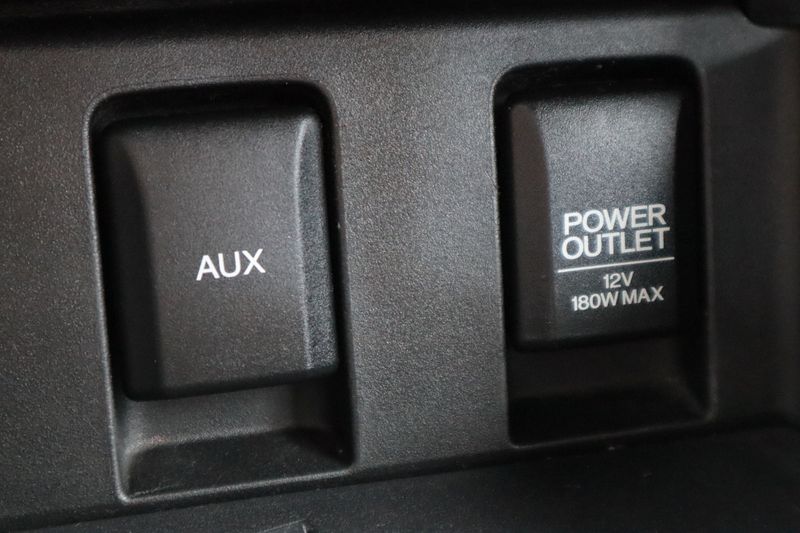 AUX
POWER
OUTLET
12V
180W MAX